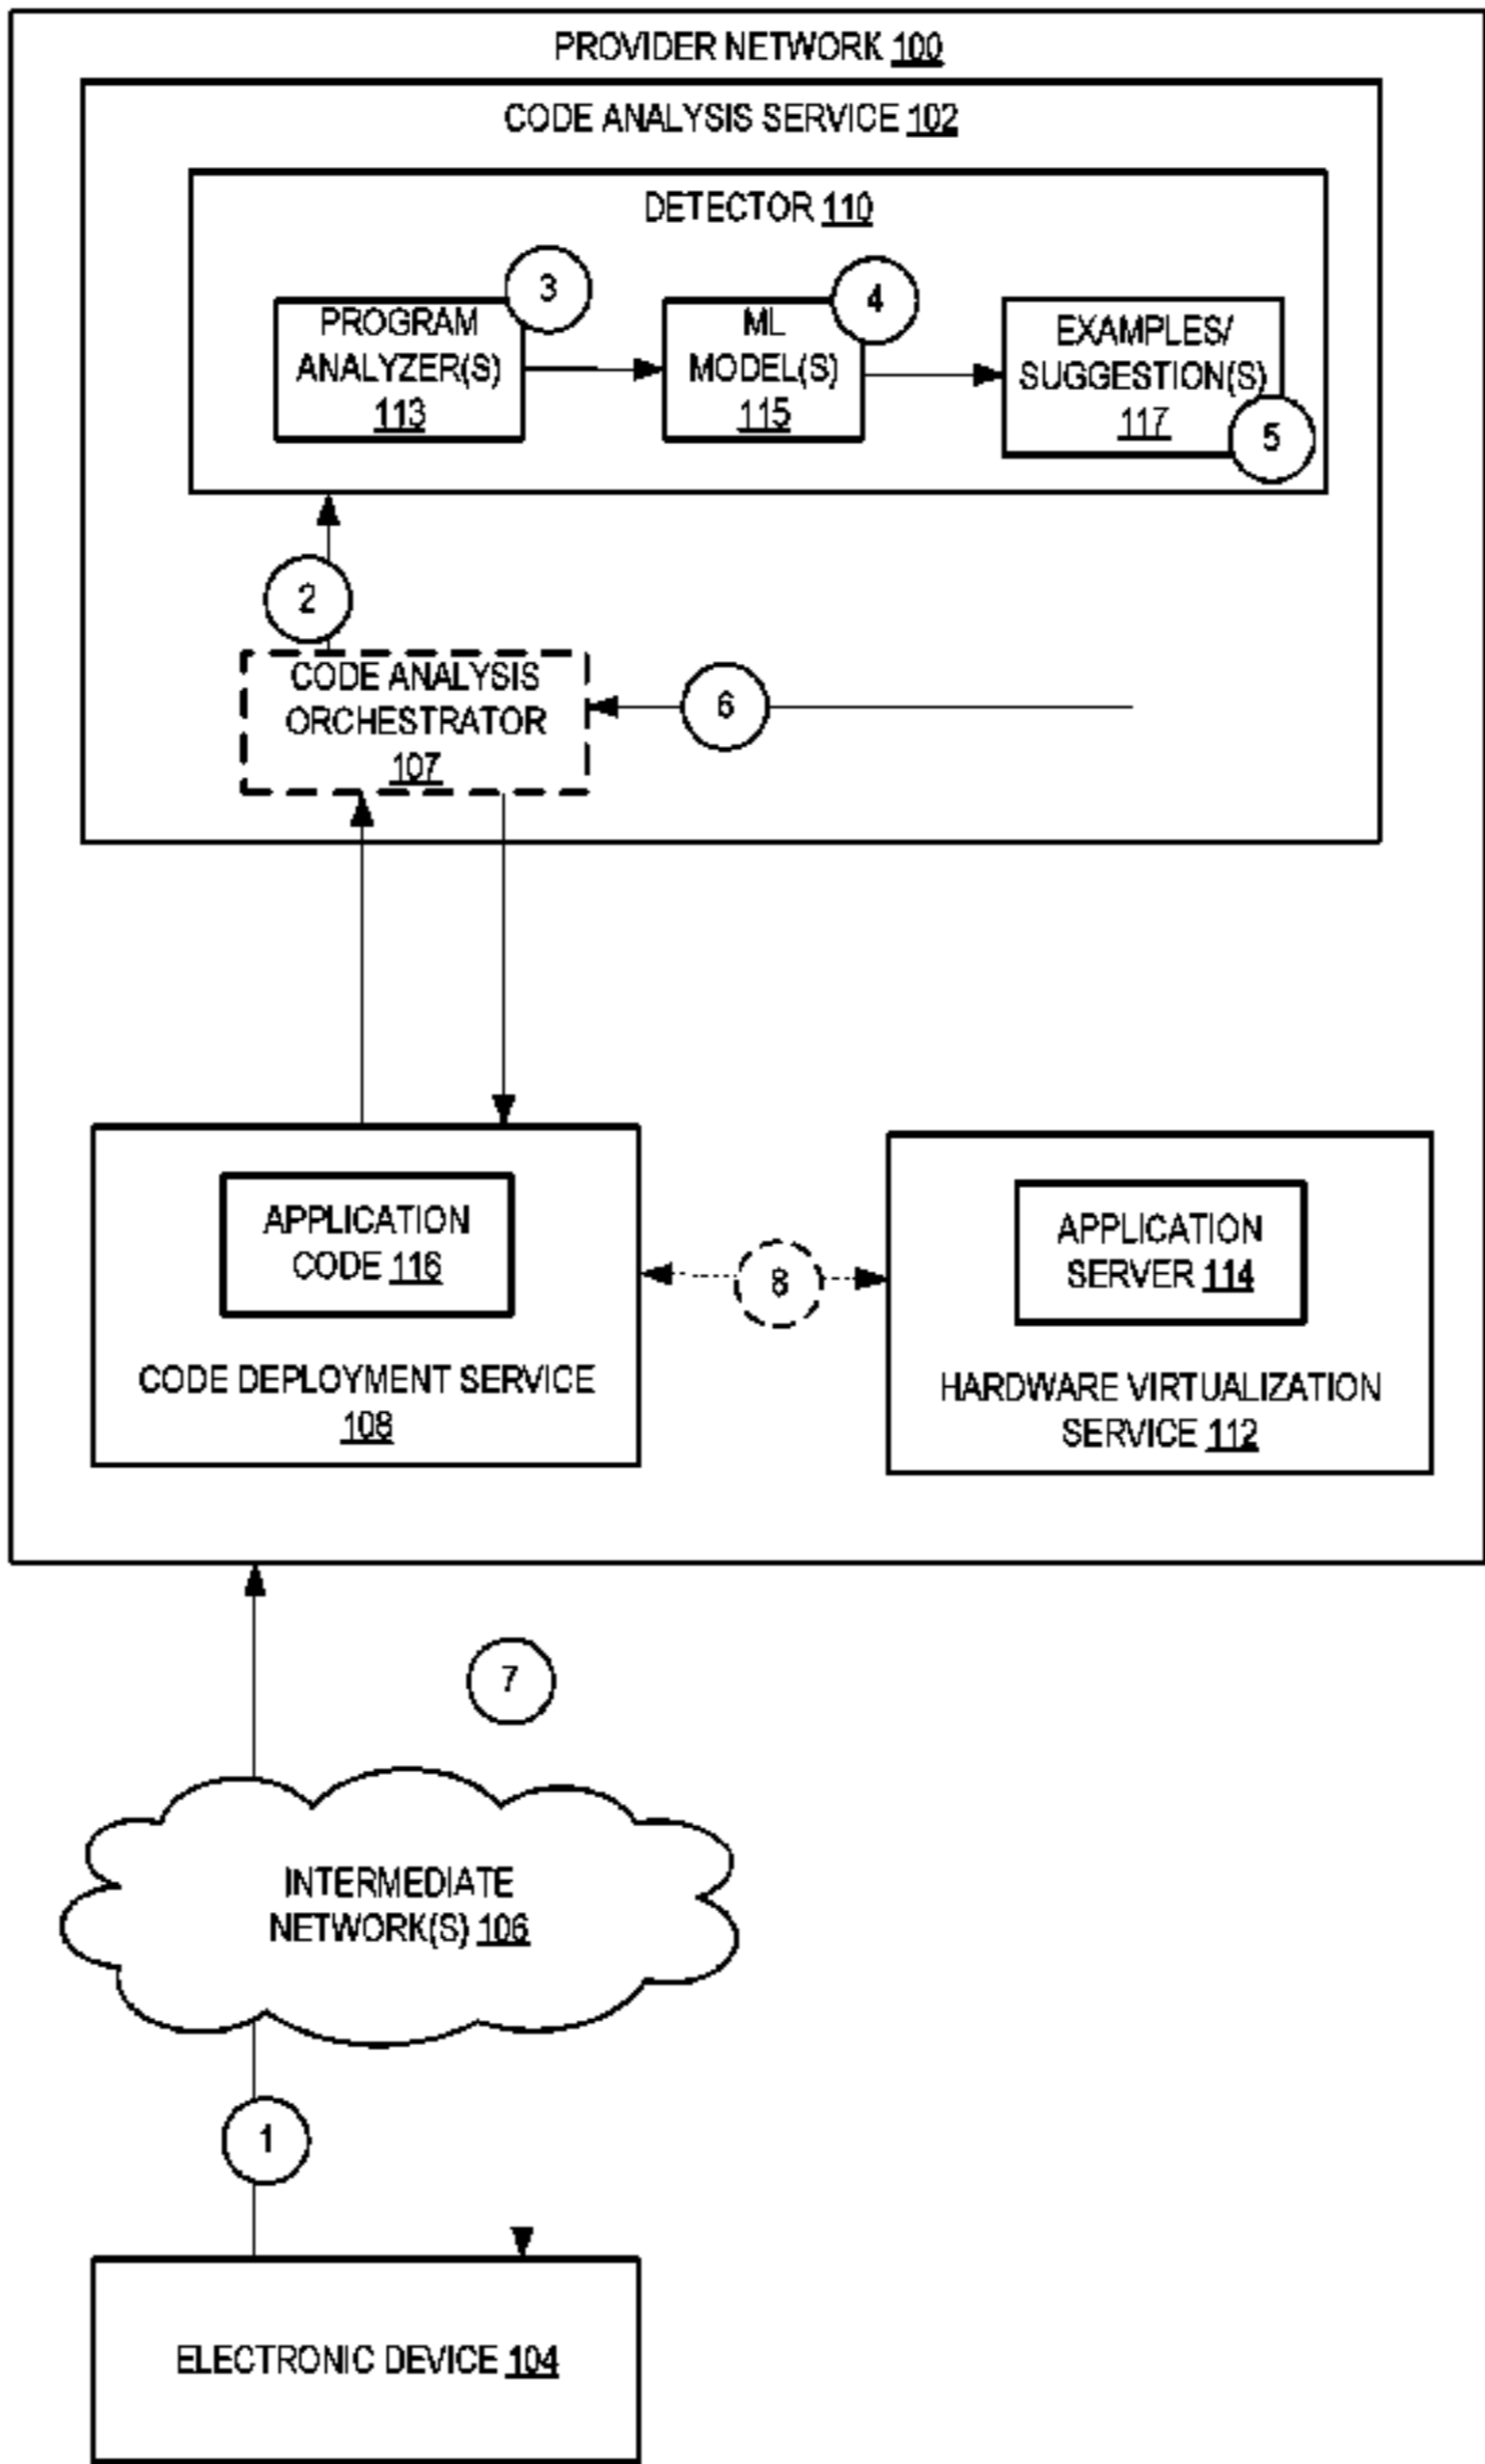 PROVIDER NETWORK 100
CODE ANALYSIS SERVICE 102
DETECTOR 110
3
PROGRAM
ANALYZER(S)
113
4
ML
MODEL(S)
115
EXAMPLES/
SUGGESTION(S)
117
5
2
CODE ANALYSIS
ORCHESTRATOR
107
6
APPLICATION
CODE 116
CODE DEPLOYMENT SERVICE
108
8
APPLICATION
SERVER 114
HARDWARE VIRTUALIZATION
SERVICE 112
7
INTERMEDIATE
NETWORK(S) 106
1
ELECTRONIC DEVICE 104